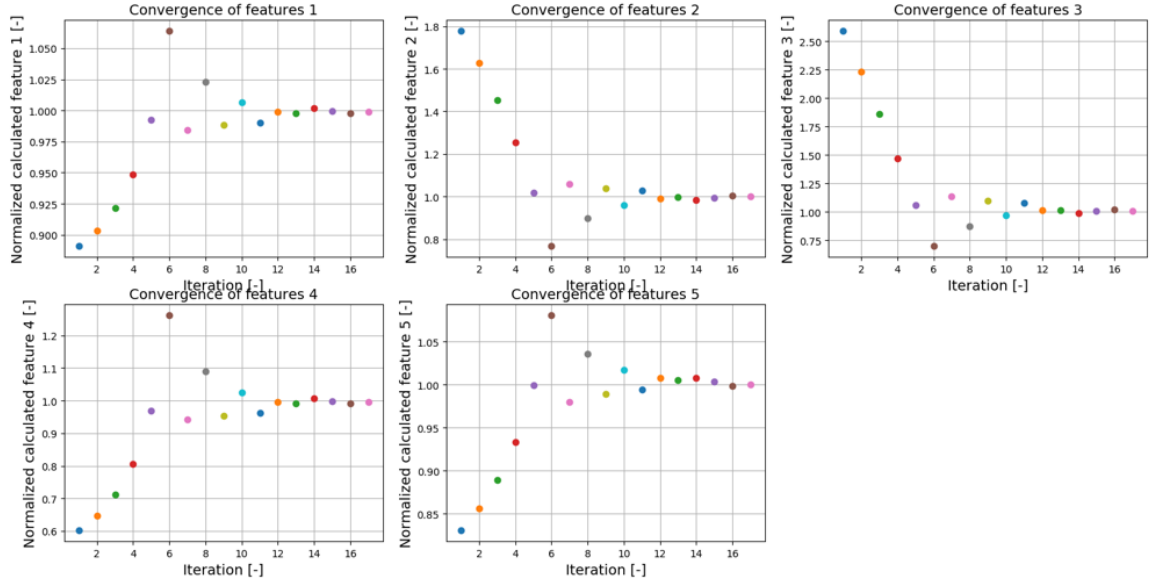 Convergence of features 1
Normalized calculated feature 1 [-]
1.050
1.025
1.000
0.975
0.950
0.925
0.900
2 4 6 8 10 12 14 16
Iteration [-]
Convergence of features 2
Normalized calculated feature 2 [-]
1.8
1.6
1.4
1.2
1.0
0.8
2 4 6 8 10 12 14 16
Iteration [-]
Convergence of features 3
Normalized calculated feature 3 [-]
2.50
2.25
2.00
1.75
1.50
1.25
1.00
0.75
2 4 6 8 10 12 14 16
Iteration [-]
Convergence of features 4
Normalized calculated feature 4 [-]
1.2
1.1
1.0
0.9
0.8
0.7
0.6
2 4 6 8 10 12 14 16
Iteration [-]
Convergence of features 5
Normalized calculated feature 5 [-]
1.05
1.00
0.95
0.90
0.85
2 4 6 8 10 12 14 16
Iteration [-]